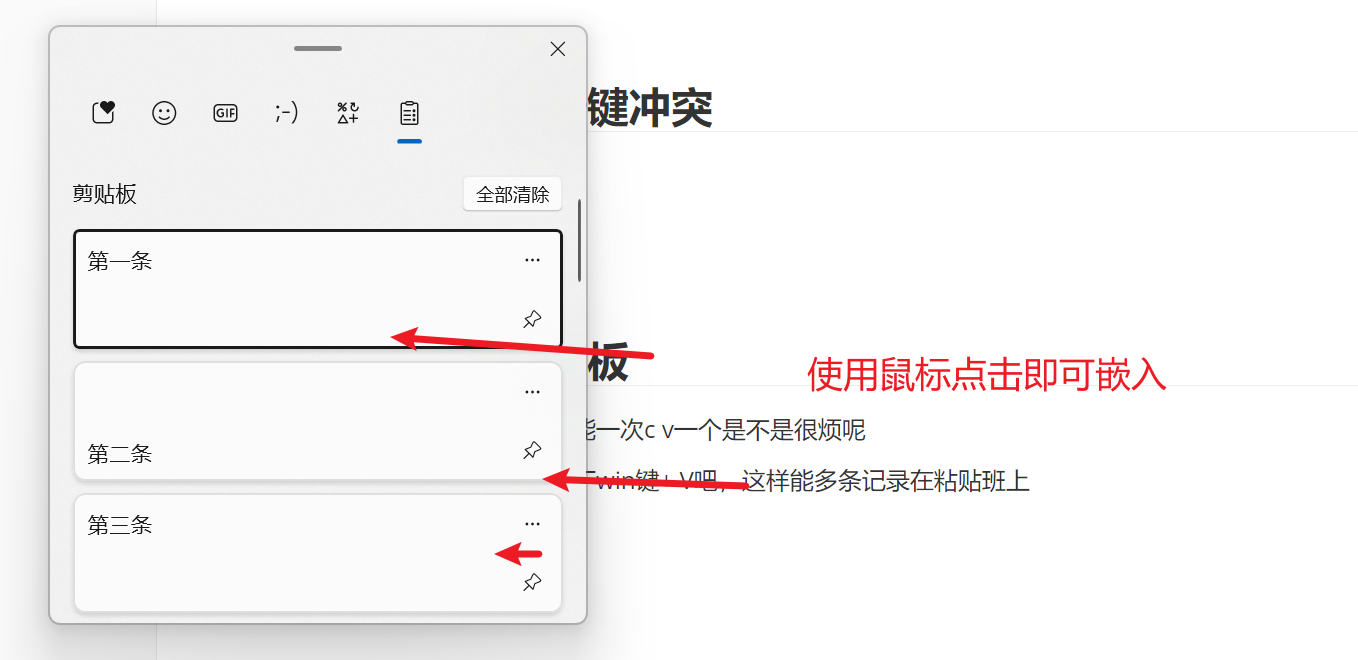 键冲突
GIF
;-)
剪贴板
全部清除
第一条
板
使用鼠标点击即可嵌入
第二条
能一次c v一个是不是很烦呢
win键+ V吧，这样能多条记录在粘贴班上
第三条